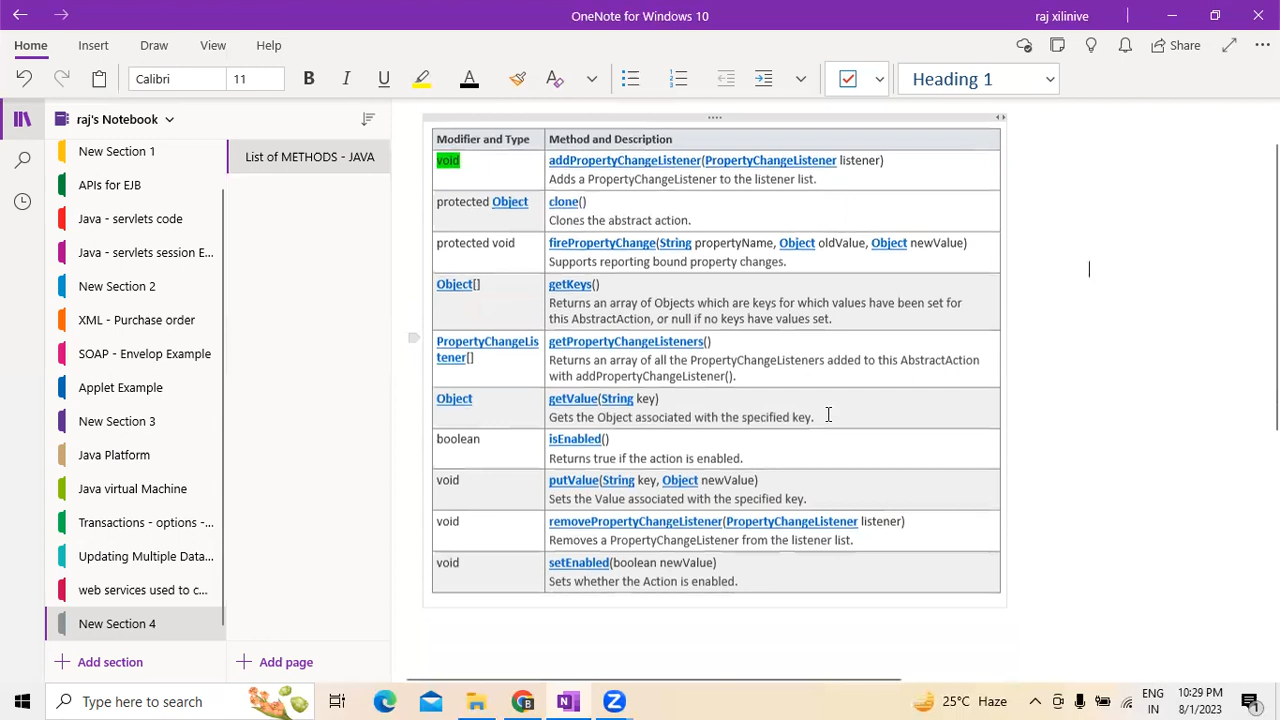 OneNote for Windows 10
raj xilinive
Home Insert Draw View Help
Share
Calibri 11 B I U A Heading 1
raj's Notebook
New Section 1
APIs for EJB
Java - servlets code
Java - servlets session E...
New Section 2
XML - Purchase order
SOAP - Envelop Example
Applet Example
New Section 3
Java Platform
Java virtual Machine
Transactions - options -...
Updating Multiple Data...
web services used to c...
New Section 4
Add section
List of METHODS - JAVA
Add page
Modifier and Type Method and Description
void addPropertyChangeListener(PropertyChangeListener listener)
Adds a PropertyChangeListener to the listener list.
protected Object clone()
Clones the abstract action.
protected void firePropertyChange(String propertyName, Object oldValue, Object newValue)
Supports reporting bound property changes.
Object[] getKeys()
Returns an array of Objects which are keys for which values have been set for
this AbstractAction, or null if no keys have values set.
PropertyChangeLis getPropertyChangeListeners()
tener[] Returns an array of all the PropertyChangeListeners added to this AbstractAction
with addPropertyChangeListener().
Object getValue(String key)
Gets the Object associated with the specified key.
boolean isEnabled()
Returns true if the action is enabled.
void putValue(String key, Object newValue)
Sets the Value associated with the specified key.
void removePropertyChangeListener(PropertyChangeListener listener)
Removes a PropertyChangeListener from the listener list.
void setEnabled(boolean newValue)
Sets whether the Action is enabled.
Type here to search
25°C Haze
ENG
IN
10:29 PM
8/1/2023